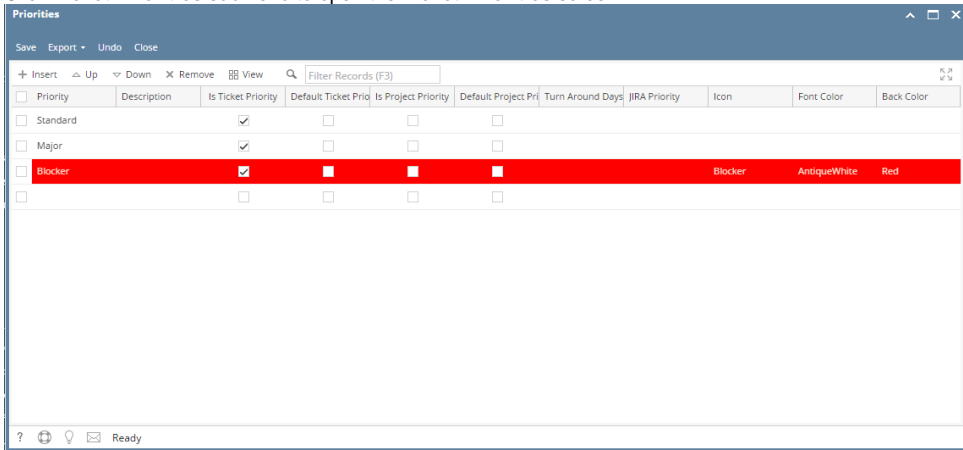 Priorities
Save Export Undo Close
Insert Up Down Remove View Filter Records (F3)
Priority Description Is Ticket Priority Default Ticket Prio Is Project Priority Default Project Pri Turn Around Days JIRA Priority Icon Font Color Back Color
Standard
Major
Blocker Blocker AntiqueWhite Red
? Ready